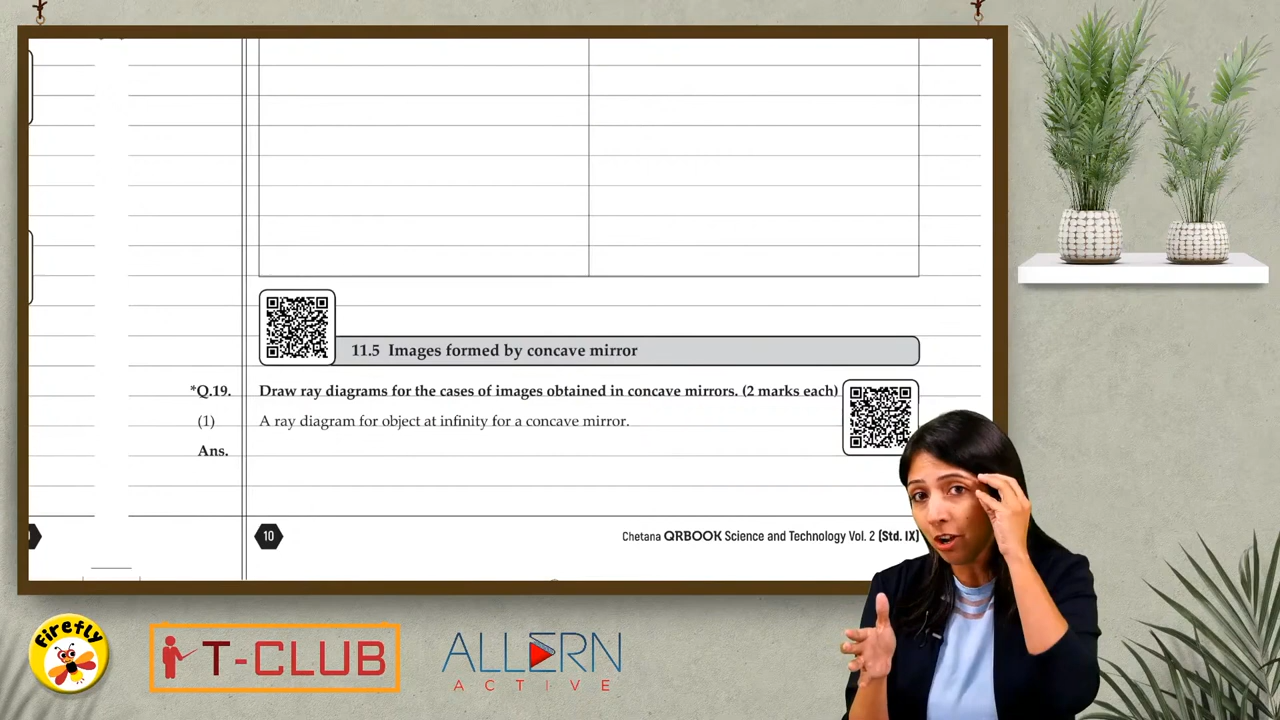 11.5 Images formed by concave mirror
*Q.19. Draw ray diagrams for the cases of images obtained in concave mirrors. (2 marks each)
(1) A ray diagram for object at infinity for a concave mirror.
Ans.
10 Chetana QRBOOK Science and Technology Vol. 2 (Std. IX)
Firefly
T-CLUB
ALLERN
ACTIVE